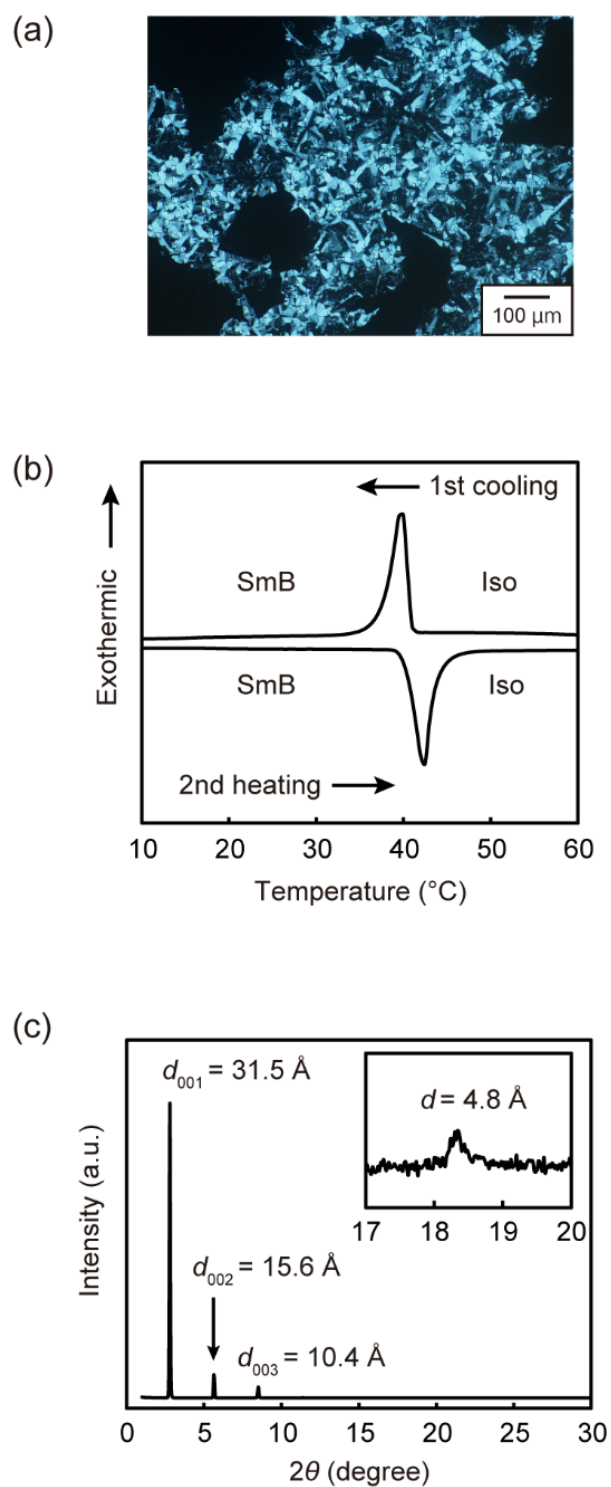 (a)
100 µm
(b)
Exothermic
1st cooling
SmB
Iso
SmB
Iso
2nd heating
10 20 30 40 50 60
Temperature (°C)
(c)
Intensity (a.u.)
d001 = 31.5 Å
d = 4.8 Å
17 18 19 20
d002 = 15.6 Å
d003 = 10.4 Å
0 5 10 15 20 25 30
2θ (degree)